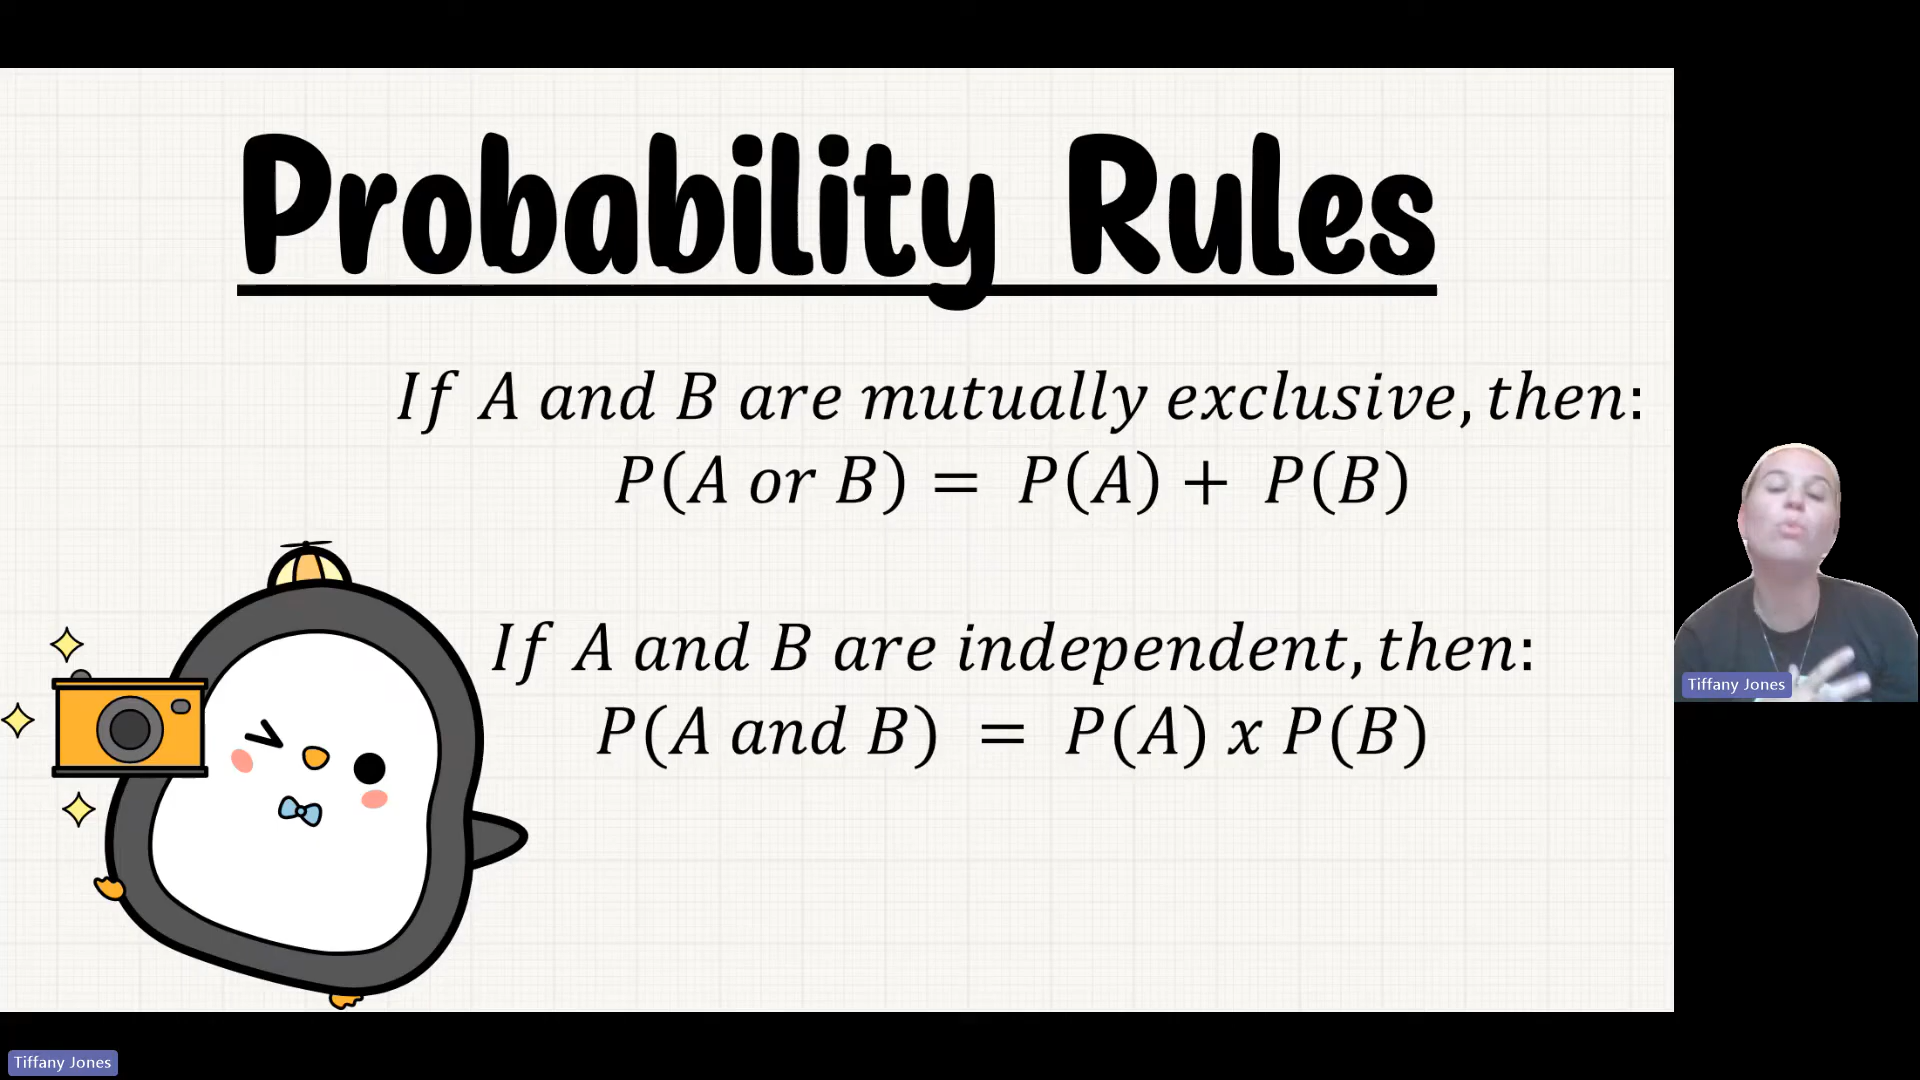 Probability Rules
If A and B are mutually exclusive, then:
P(A or B) = P(A) + P(B)
If A and B are independent, then:
P(A and B) = P(A) x P(B)
Tiffany Jones
Tiffany Jones